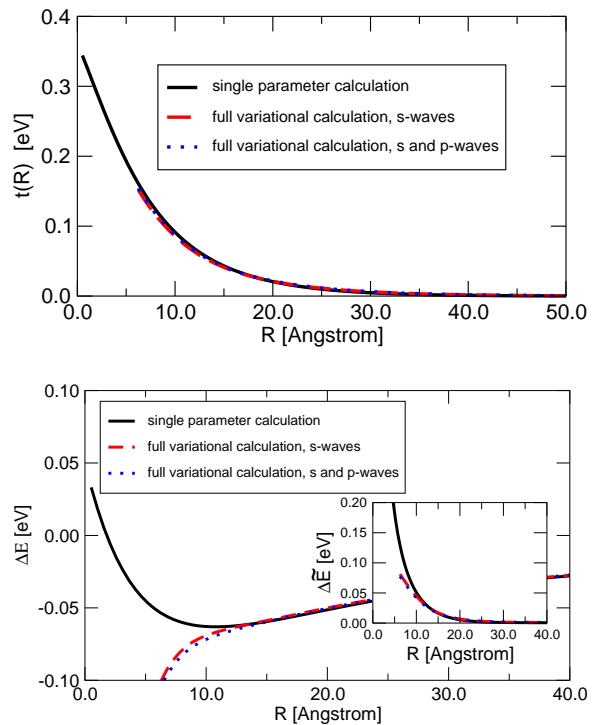 0.4
0.3
0.2
0.1
0.0
t(R) [eV]
single parameter calculation
full variational calculation, s-waves
full variational calculation, s and p-waves
0.0 10.0 20.0 30.0 40.0 50.0
R [Angstrom]
0.10
0.05
0.00
-0.05
-0.10
ΔE [eV]
single parameter calculation
full variational calculation, s-waves
full variational calculation, s and p-waves
0.20
0.15
0.10
0.05
0.00
ΔẼ [eV]
0.0 10.0 20.0 30.0 40.0
R [Angstrom]
0.0 10.0 20.0 30.0 40.0
R [Angstrom]